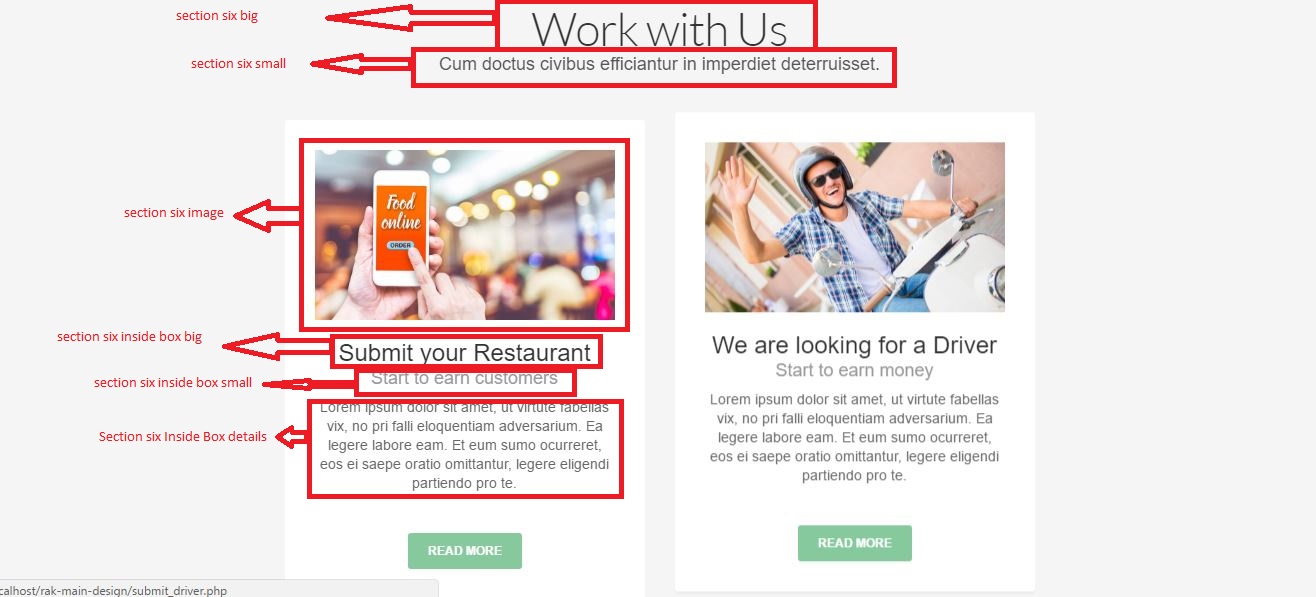 section six big
Work with Us
section six small
Cum doctus civibus efficiantur in imperdiet deterruisset.
section six image
Food
online
ORDER
section six inside box big
Submit your Restaurant
section six inside box small
Start to earn customers
Section six Inside Box details
Lorem ipsum dolor sit amet, ut virtute fabellas
vix, no pri falli eloquentiam adversarium. Ea
legere labore eam. Et eum sumo ocurreret,
eos ei saepe oratio omittantur, legere eligendi
partiendo pro te.
READ MORE
We are looking for a Driver
Start to earn money
Lorem ipsum dolor sit amet, ut virtute fabellas
vix, no pri falli eloquentiam adversarium. Ea
legere labore eam. Et eum sumo ocurreret,
eos ei saepe oratio omittantur, legere eligendi
partiendo pro te.
READ MORE
calhost/rak-main-design/submit_driver.php